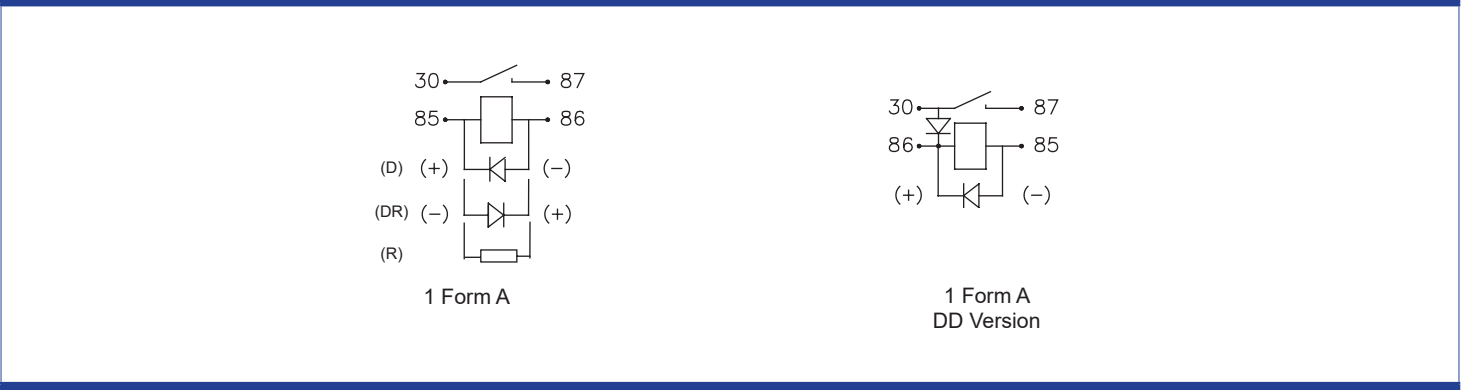 30 87
85 86
(D) (+) (−)
(DR) (−) (+)
(R)
1 Form A
30 87
86 85
(+) (−)
1 Form A
DD Version